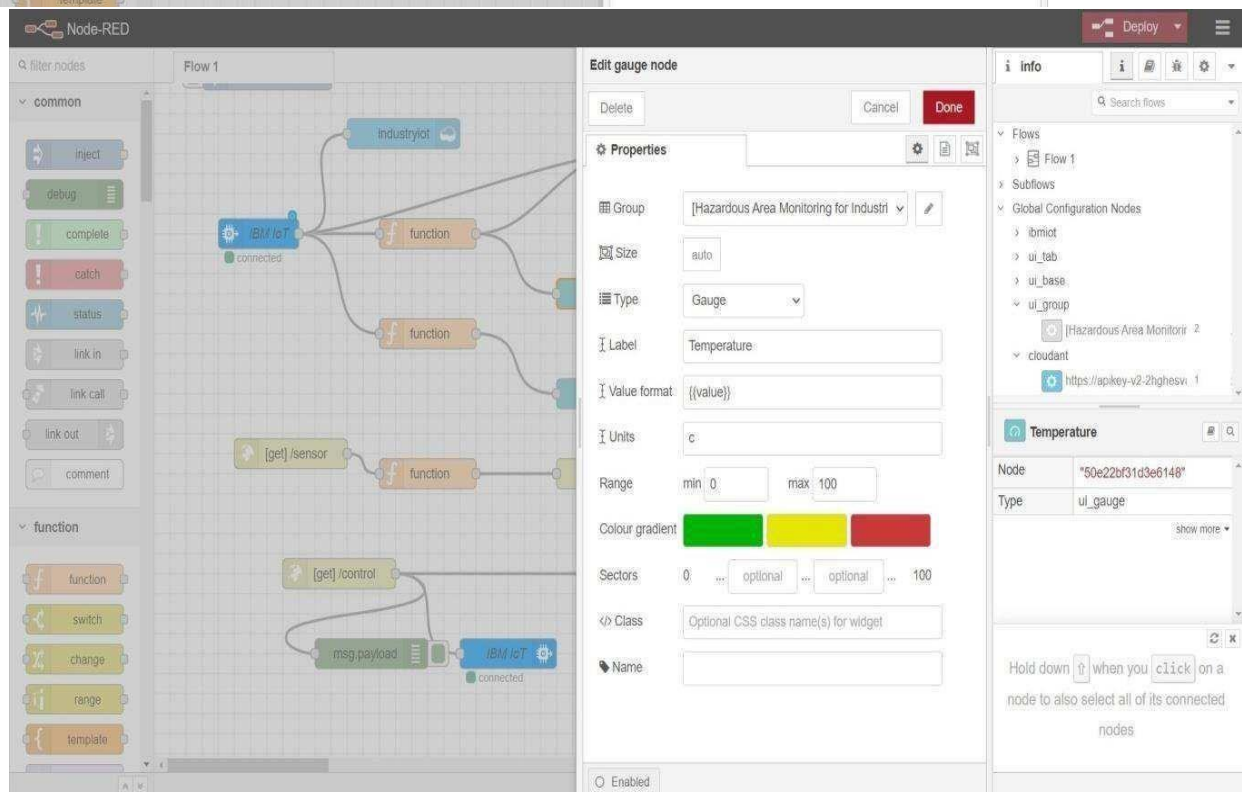 template
Node-RED
Deploy
filter nodes
Flow 1
Edit gauge node
i info
i
common
Delete
Cancel
Done
Search flows
inject
Industryiot
Properties
Flows
Flow 1
debug
Subflows
Group
[Hazardous Area Monitoring for Industri
Global Configuration Nodes
complete
IBM IoT
function
ibmiot
connected
Size
auto
ui_tab
catch
ui_base
Type
Gauge
ui_group
status
[Hazardous Area Monitorir 2
function
Label
Temperature
link in
cloudant
Value format
{{value}}
https://apikey-v2-2hghesv 1
link call
link out
Units
c
Temperature
[get] /sensor
comment
function
Range
min 0
max 100
Node
"50e22bf31d3e6148"
Type
ui_gauge
function
Colour gradient
show more
function
[get] /control
Sectors
0 ... optional ... optional ... 100
switch
</> Class
Optional CSS class name(s) for widget
change
msg.payload
IBM IoT
connected
Name
Hold down ⇧ when you click on a
node to also select all of its connected
nodes
range
template
Enabled